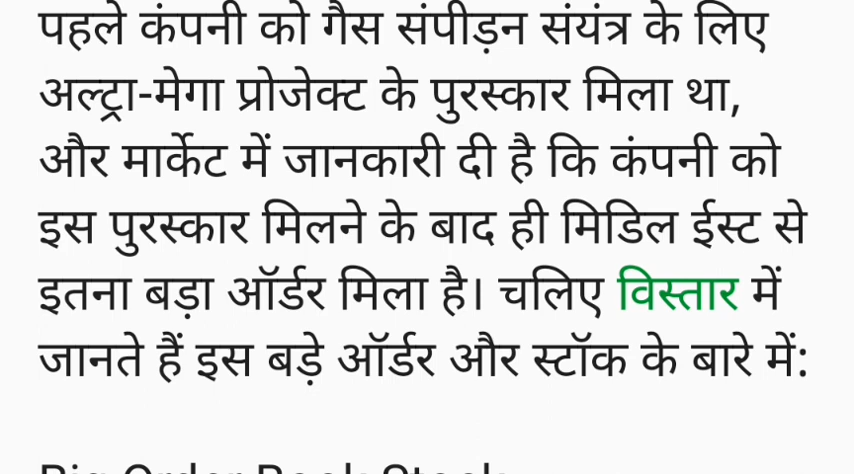 पहले कंपनी को गैस संपीड़न संयंत्र के लिए
अल्ट्रा-मेगा प्रोजेक्ट के पुरस्कार मिला था,
और मार्केट में जानकारी दी है कि कंपनी को
इस पुरस्कार मिलने के बाद ही मिडिल ईस्ट से
इतना बड़ा ऑर्डर मिला है। चलिए विस्तार में
जानते हैं इस बड़े ऑर्डर और स्टॉक के बारे में: